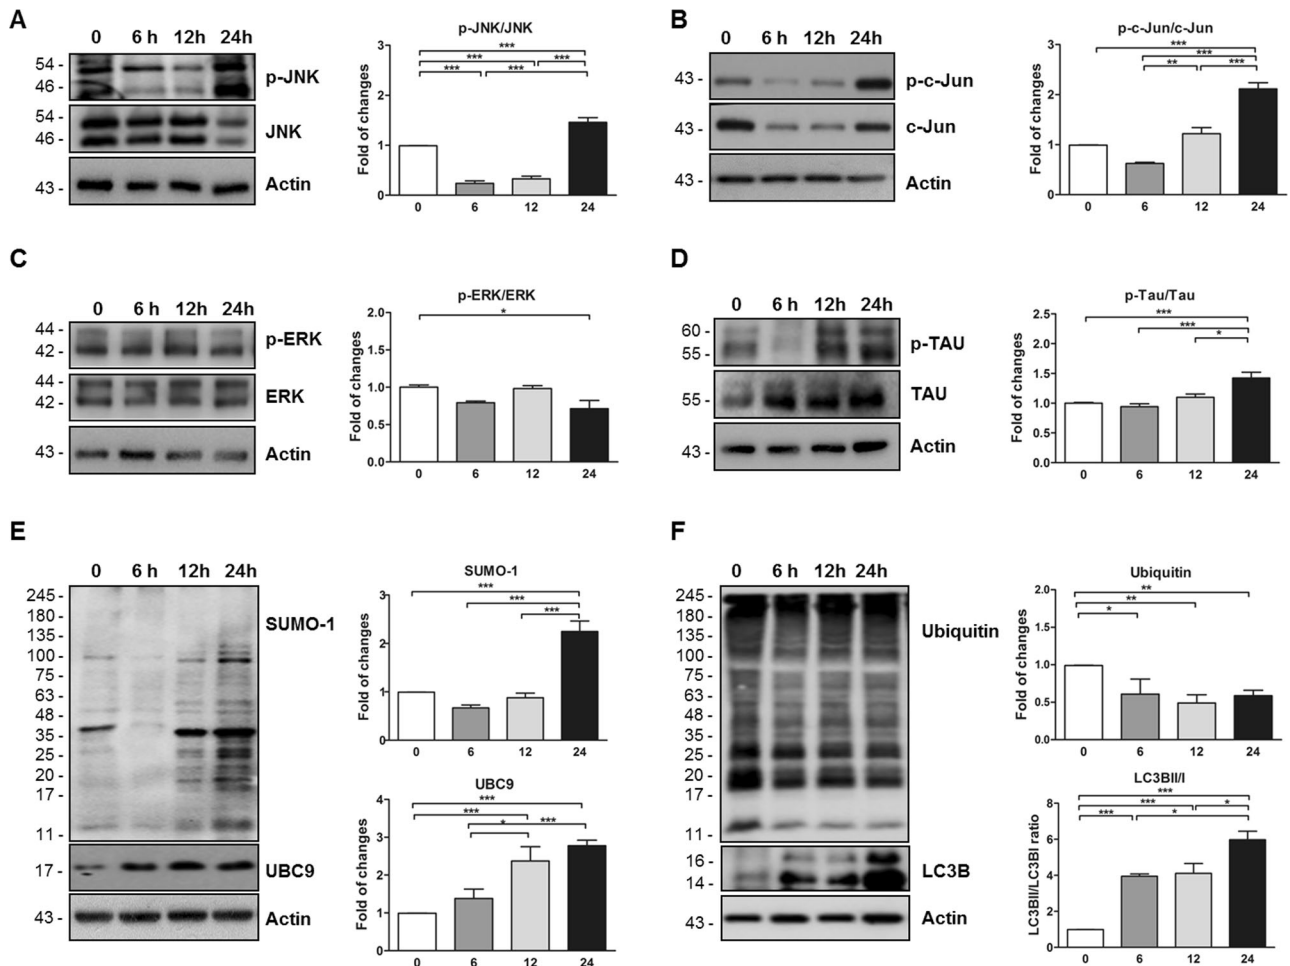 A
0 6 h 12h 24h
54 -
46 -
p-JNK
54 -
46 -
JNK
43 -
Actin
p-JNK/JNK
***
*** ***
*** ***
Fold of changes
3
2
1
0
0 6 12 24
B
0 6 h 12h 24h
43 -
p-c-Jun
43 -
c-Jun
43 -
Actin
p-c-Jun/c-Jun
***
***
** ***
Fold of changes
3
2
1
0
0 6 12 24
C
0 6 h 12h 24h
44 -
42 -
p-ERK
44 -
42 -
ERK
43 -
Actin
p-ERK/ERK
*
Fold of changes
2.0
1.5
1.0
0.5
0.0
0 6 12 24
D
0 6 h 12h 24h
60 -
55 -
p-TAU
55 -
TAU
43 -
Actin
p-Tau/Tau
***
***
*
Fold of changes
2.5
2.0
1.5
1.0
0.5
0.0
0 6 12 24
E
0 6 h 12h 24h
245 -
180 -
135 -
100 -
75 -
63 -
48 -
35 -
25 -
20 -
17 -
11 -
SUMO-1
17 -
UBC9
43 -
Actin
SUMO-1
***
***
***
Fold of changes
3
2
1
0
0 6 12 24
UBC9
***
***
* ***
Fold of changes
4
3
2
1
0
0 6 12 24
F
0 6 h 12h 24h
245 -
180 -
135 -
100 -
75 -
63 -
48 -
35 -
25 -
20 -
17 -
11 -
Ubiquitin
16 -
14 -
LC3B
43 -
Actin
Ubiquitin
**
**
*
Fold of changes
2.0
1.5
1.0
0.5
0.0
0 6 12 24
LC3BII/I
***
*** *
*** *
LC3BII/LC3BI ratio
8
6
4
2
0
0 6 12 24